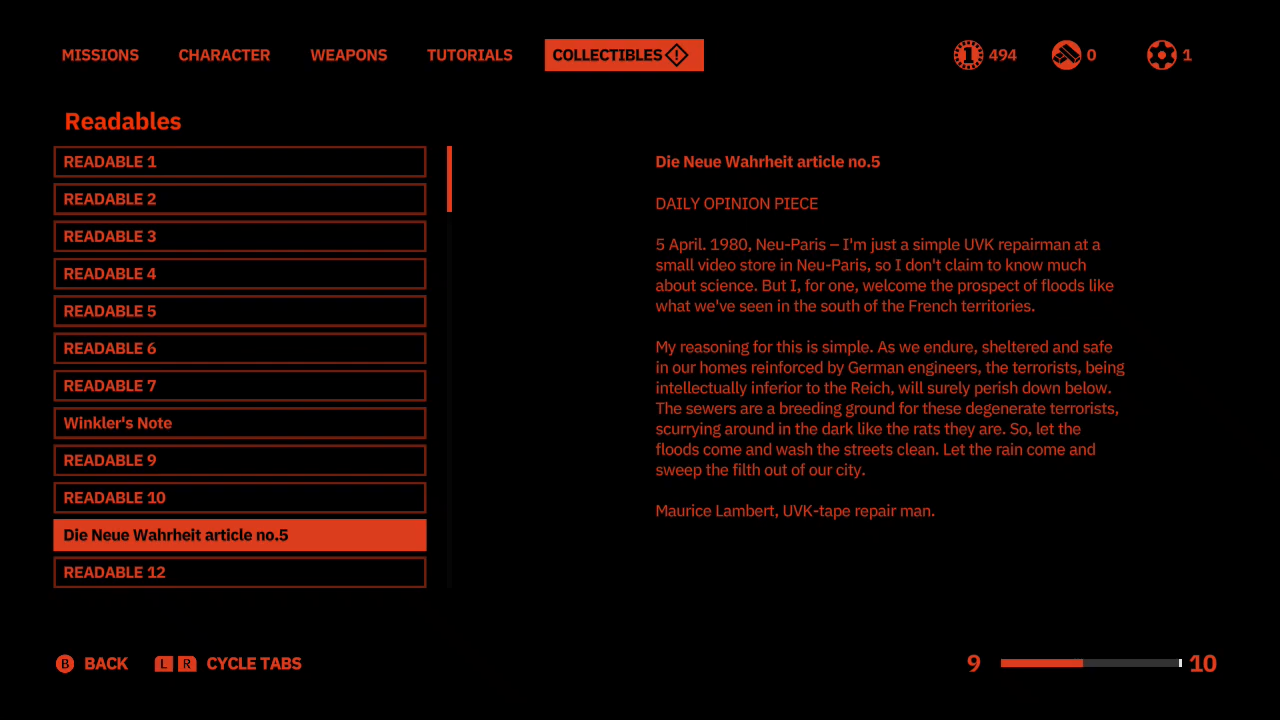 MISSIONS CHARACTER WEAPONS TUTORIALS COLLECTIBLES ! 1 494 0 1
Readables
READABLE 1
READABLE 2
READABLE 3
READABLE 4
READABLE 5
READABLE 6
READABLE 7
Winkler's Note
READABLE 9
READABLE 10
Die Neue Wahrheit article no.5
READABLE 12
Die Neue Wahrheit article no.5
DAILY OPINION PIECE
5 April. 1980, Neu-Paris – I'm just a simple UVK repairman at a
small video store in Neu-Paris, so I don't claim to know much
about science. But I, for one, welcome the prospect of floods like
what we've seen in the south of the French territories.
My reasoning for this is simple. As we endure, sheltered and safe
in our homes reinforced by German engineers, the terrorists, being
intellectually inferior to the Reich, will surely perish down below.
The sewers are a breeding ground for these degenerate terrorists,
scurrying around in the dark like the rats they are. So, let the
floods come and wash the streets clean. Let the rain come and
sweep the filth out of our city.
Maurice Lambert, UVK-tape repair man.
B BACK L R CYCLE TABS
9 10